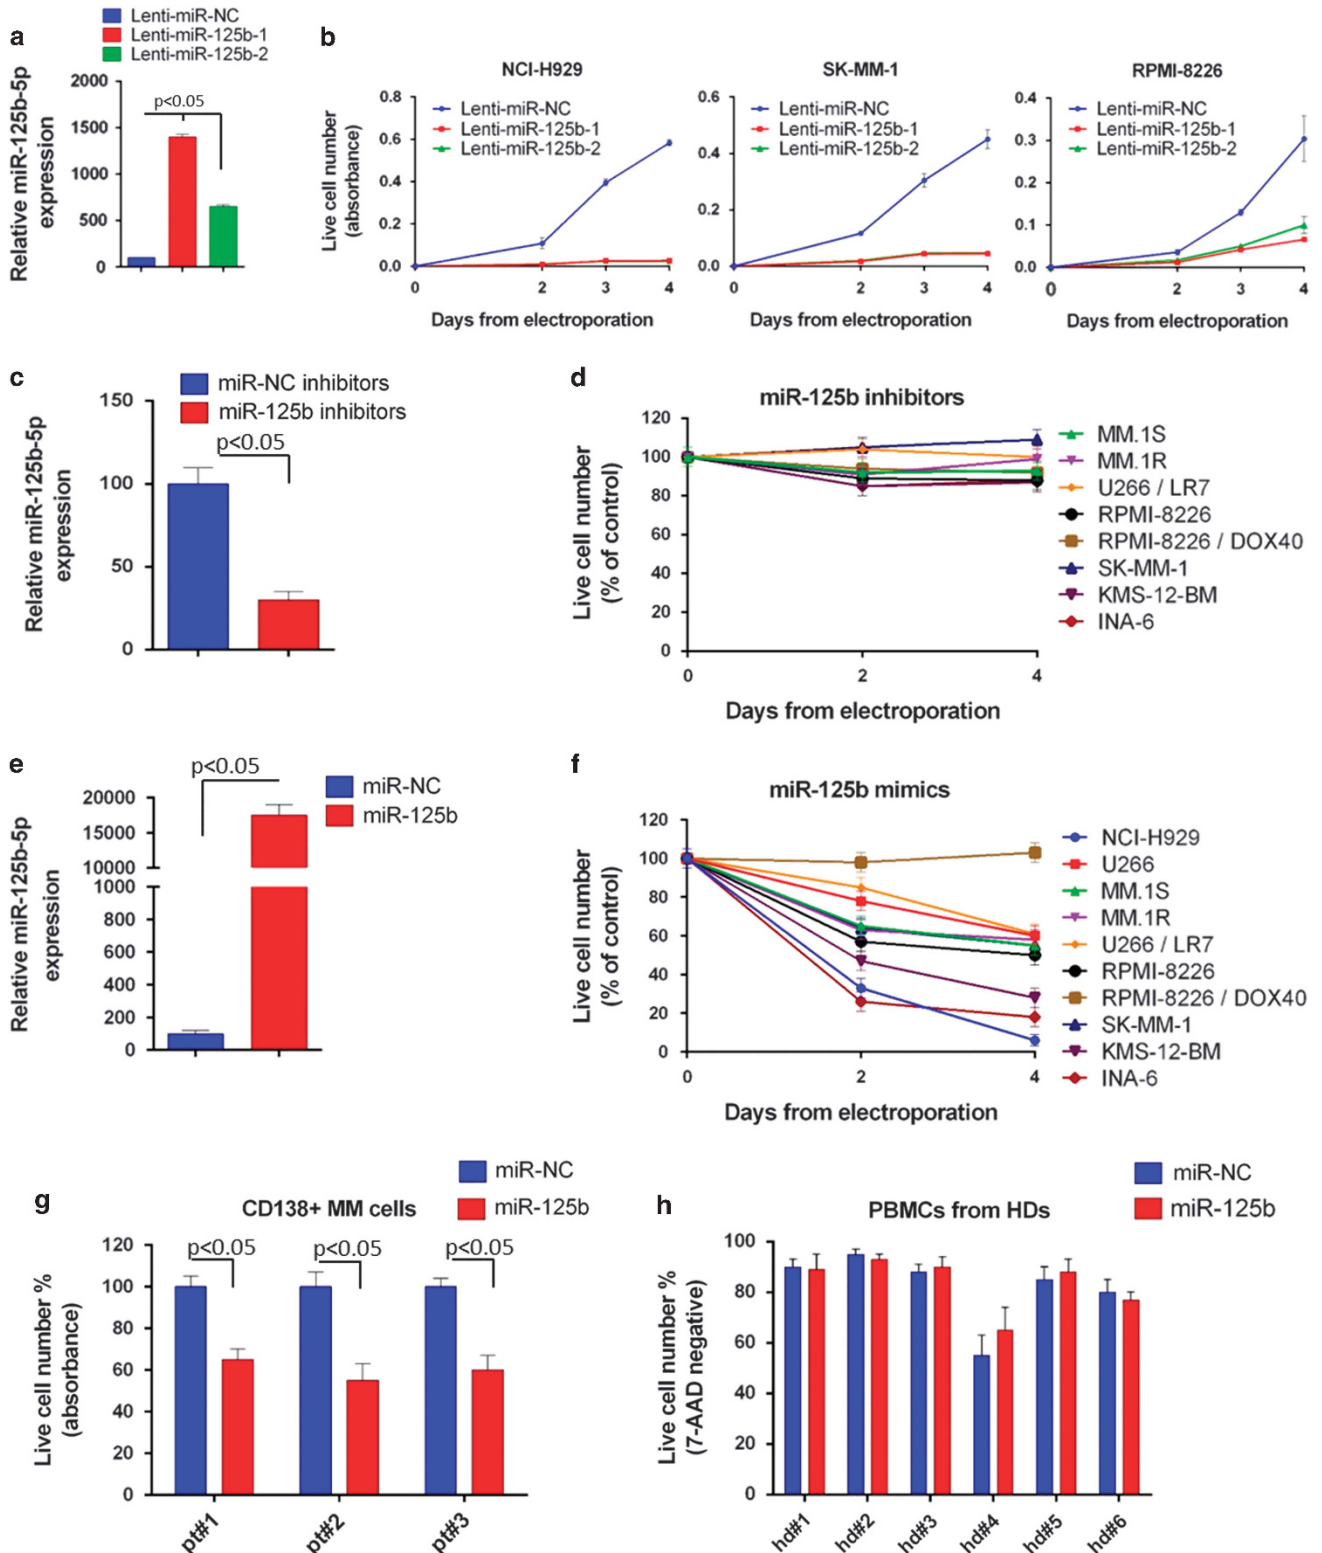 a
Lenti-miR-NC
Lenti-miR-125b-1
Lenti-miR-125b-2
Relative miR-125b-5p
expression
2000
1500
1000
500
0
p<0.05
b
NCI-H929
Live cell number
(absorbance)
0.8
0.6
0.4
0.2
0.0
Lenti-miR-NC
Lenti-miR-125b-1
Lenti-miR-125b-2
0 2 3 4
Days from electroporation
SK-MM-1
0.6
0.4
0.2
0.0
Lenti-miR-NC
Lenti-miR-125b-1
Lenti-miR-125b-2
0 2 3 4
Days from electroporation
RPMI-8226
0.4
0.3
0.2
0.1
0.0
Lenti-miR-NC
Lenti-miR-125b-1
Lenti-miR-125b-2
0 2 3 4
Days from electroporation
c
miR-NC inhibitors
miR-125b inhibitors
Relative miR-125b-5p
expression
150
100
50
0
p<0.05
d
miR-125b inhibitors
Live cell number
(% of control)
120
100
80
60
40
20
0
0 2 4
Days from electroporation
MM.1S
MM.1R
U266 / LR7
RPMI-8226
RPMI-8226 / DOX40
SK-MM-1
KMS-12-BM
INA-6
e
p<0.05
miR-NC
miR-125b
Relative miR-125b-5p
expression
20000
15000
10000
1000
800
600
400
200
0
f
miR-125b mimics
Live cell number
(% of control)
120
100
80
60
40
20
0
0 2 4
Days from electroporation
NCI-H929
U266
MM.1S
MM.1R
U266 / LR7
RPMI-8226
RPMI-8226 / DOX40
SK-MM-1
KMS-12-BM
INA-6
g
CD138+ MM cells
miR-NC
miR-125b
Live cell number %
(absorbance)
120
100
80
60
40
20
0
p<0.05 p<0.05 p<0.05
pt#1 pt#2 pt#3
h
PBMCs from HDs
miR-NC
miR-125b
Live cell number %
(7-AAD negative)
100
80
60
40
20
0
hd#1 hd#2 hd#3 hd#4 hd#5 hd#6